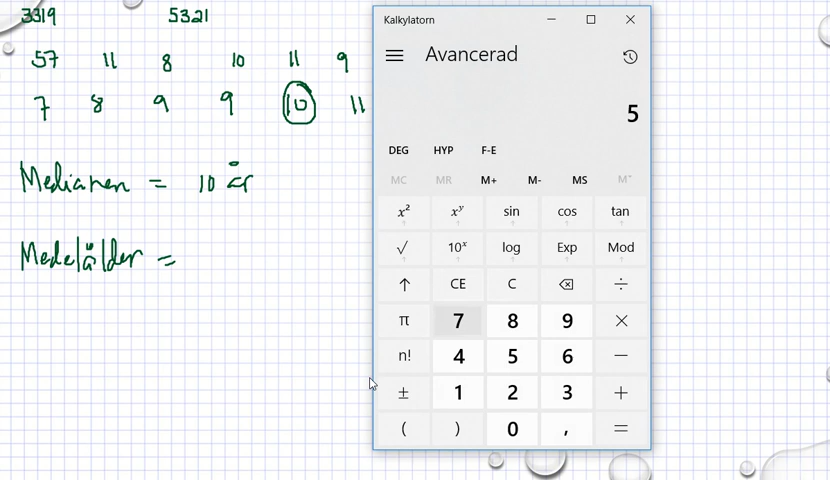 3319 5321
57 11 8 10 11 9
7 8 9 9 10 11
Medianen = 10 år
Medelålder =
Kalkylatorn
Avancerad
5
DEG HYP F-E
MC MR M+ M- MS M˅
x² xʸ sin cos tan
√ 10ˣ log Exp Mod
↑ CE C ⌫ ÷
π 7 8 9 ×
n! 4 5 6 −
± 1 2 3 +
( ) 0 , =